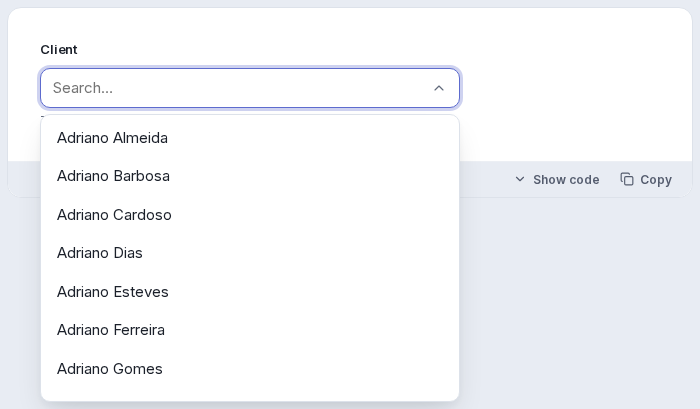 Client
Search...
Adriano Almeida
Adriano Barbosa
Adriano Cardoso
Adriano Dias
Adriano Esteves
Adriano Ferreira
Adriano Gomes
Show code
Copy